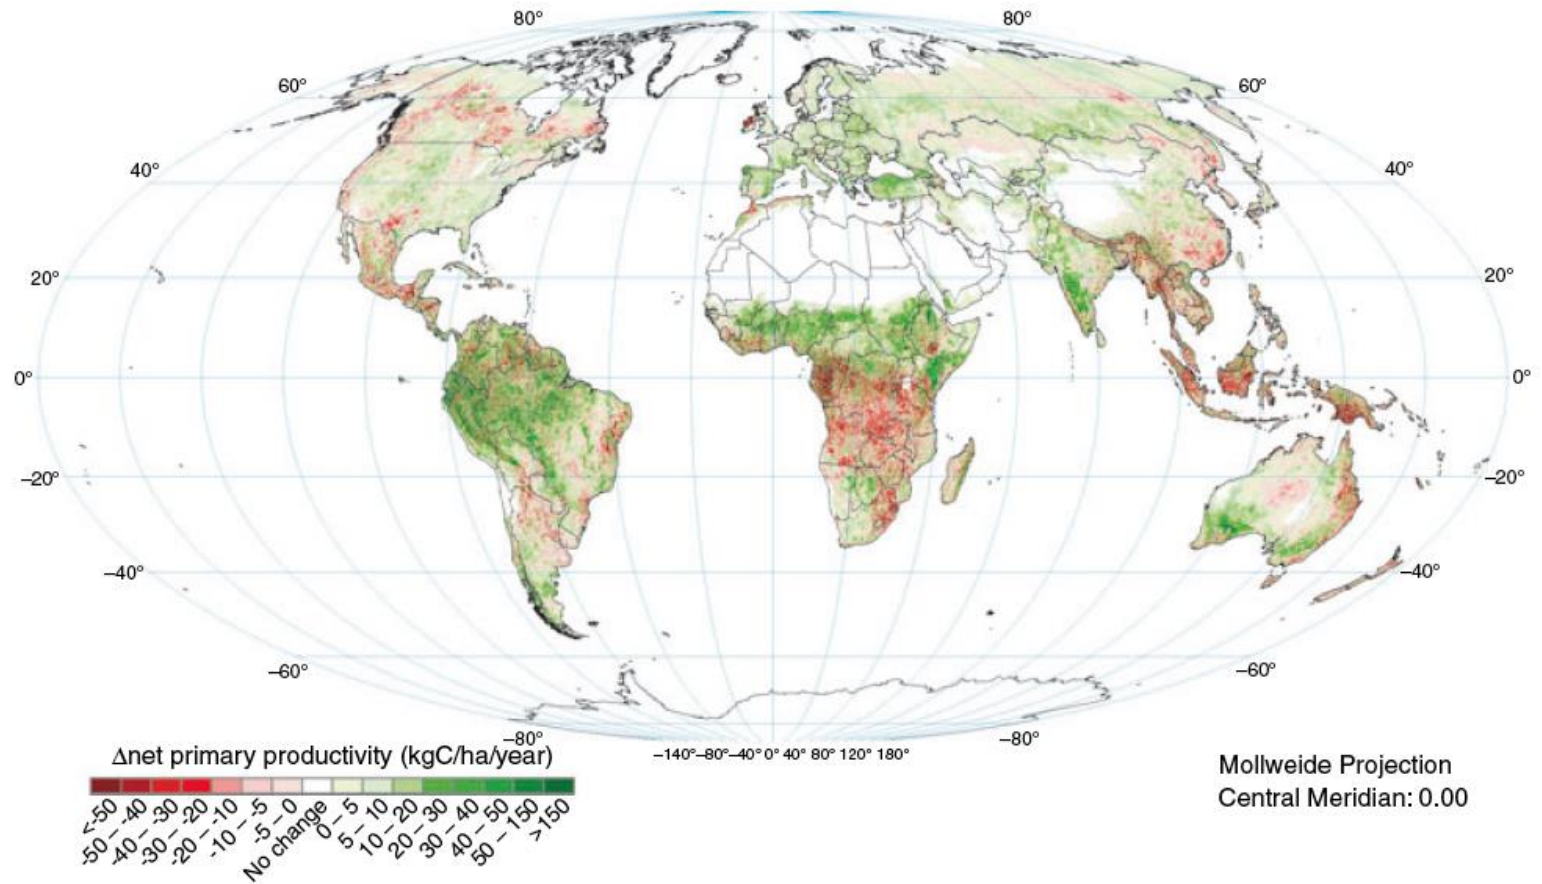 80° 80°
60° 60°
40° 40°
20° 20°
0° 0°
–20° –20°
–40° –40°
–60° –60°
–80° –80°
–140°–80°–40° 0° 40° 80° 120° 180°
Δnet primary productivity (kgC/ha/year)
<-50
-50 – -40
-40 – -30
-30 – -20
-20 – -10
-10 – -5
-5 – 0
No change
0 – 5
5 – 10
10 – 20
20 – 30
30 – 40
40 – 50
50 – 150
>150
Mollweide Projection
Central Meridian: 0.00